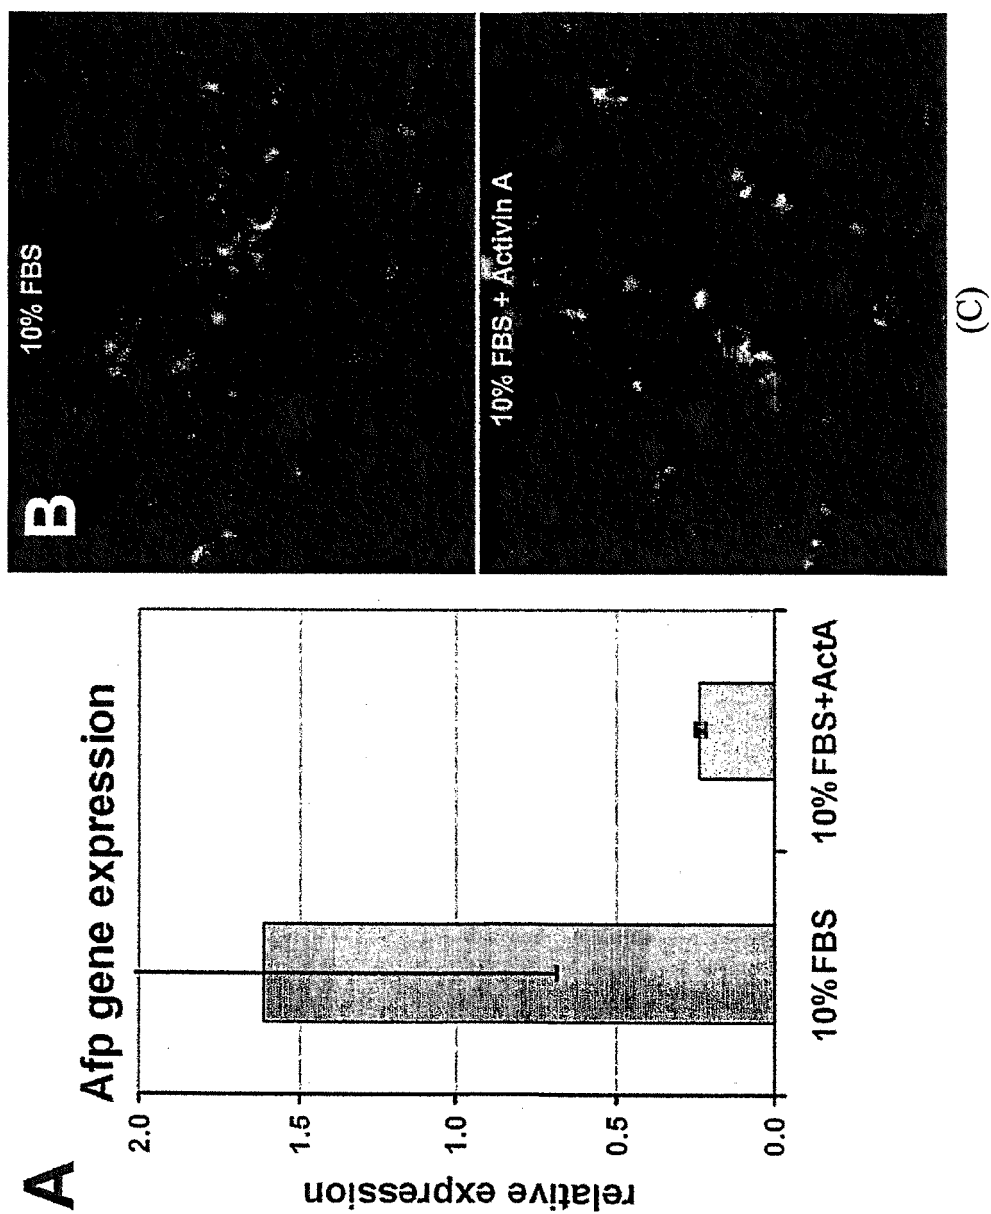 A
Afp gene expression
relative expression
2.0
1.5
1.0
0.5
0.0
10%FBS
10%FBS+ActA
B
10% FBS
10% FBS + Activin A
(C)